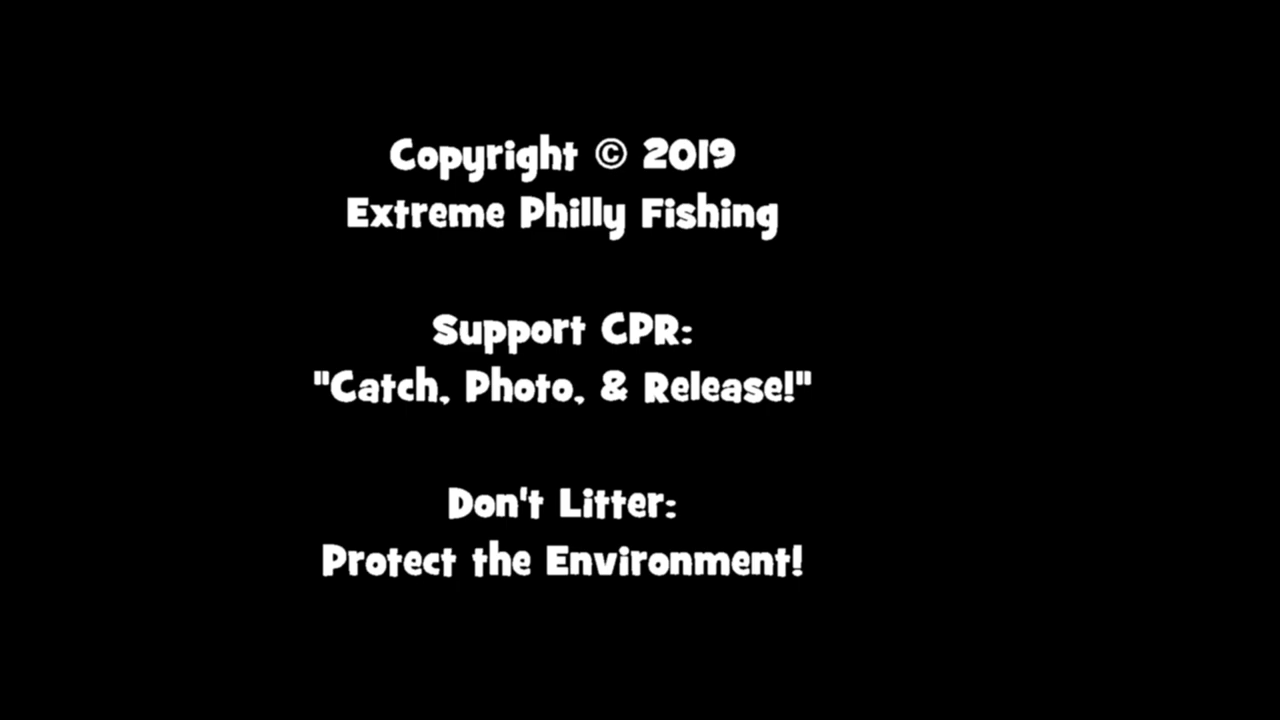 Copyright © 2019
Extreme Philly Fishing
Support CPR:
"Catch, Photo, & Release!"
Don't Litter:
Protect the Environment!